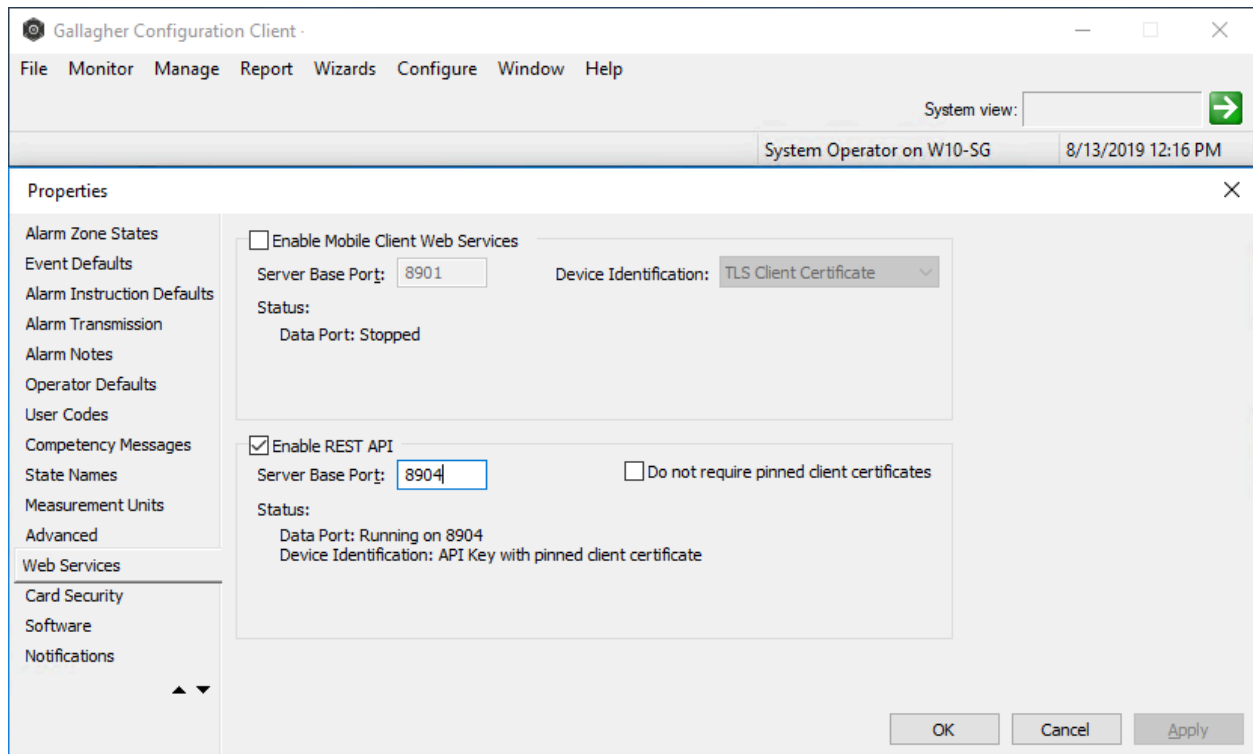 Gallagher Configuration Client -
File Monitor Manage Report Wizards Configure Window Help
System view:
System Operator on W10-SG 8/13/2019 12:16 PM
Properties
Alarm Zone States
Event Defaults
Alarm Instruction Defaults
Alarm Transmission
Alarm Notes
Operator Defaults
User Codes
Competency Messages
State Names
Measurement Units
Advanced
Web Services
Card Security
Software
Notifications
Enable Mobile Client Web Services
Server Base Port: 8901 Device Identification: TLS Client Certificate
Status:
Data Port: Stopped
Enable REST API
Server Base Port: 8904 Do not require pinned client certificates
Status:
Data Port: Running on 8904
Device Identification: API Key with pinned client certificate
OK Cancel Apply